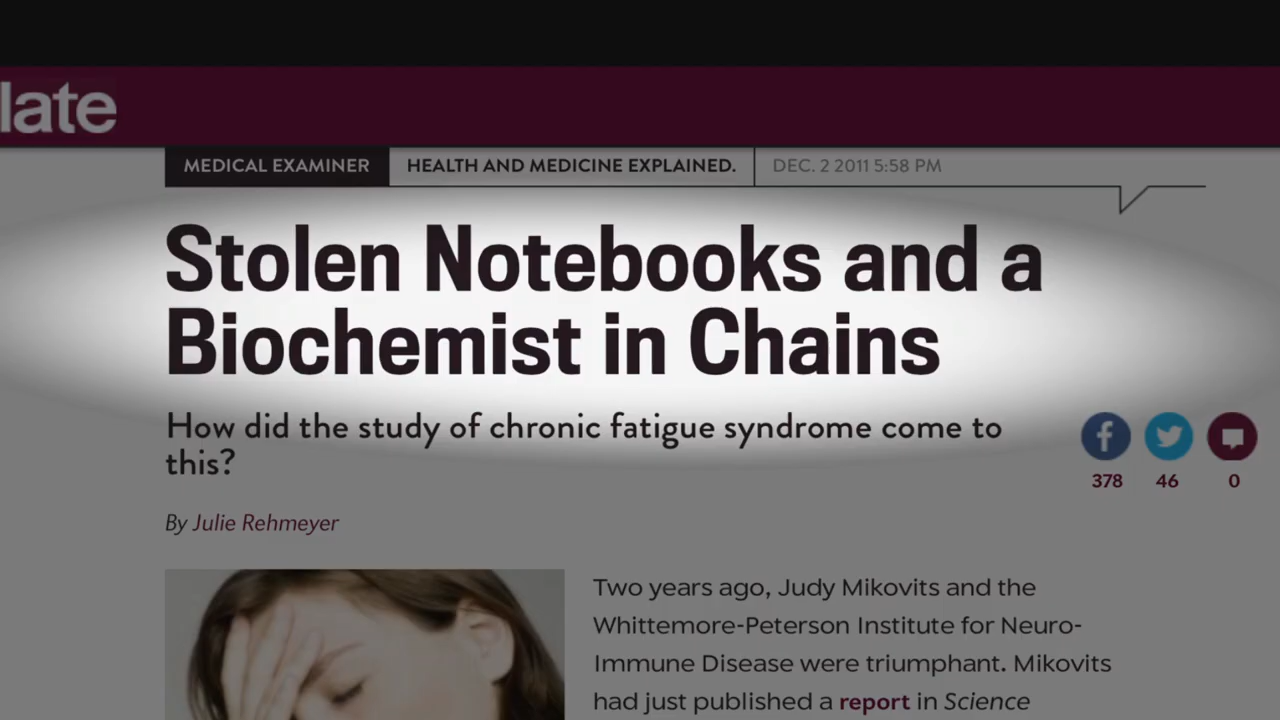 late
MEDICAL EXAMINER HEALTH AND MEDICINE EXPLAINED. DEC. 2 2011 5:58 PM
Stolen Notebooks and a
Biochemist in Chains
How did the study of chronic fatigue syndrome come to
this?
378 46 0
By Julie Rehmeyer
Two years ago, Judy Mikovits and the
Whittemore-Peterson Institute for Neuro-
Immune Disease were triumphant. Mikovits
had just published a report in Science